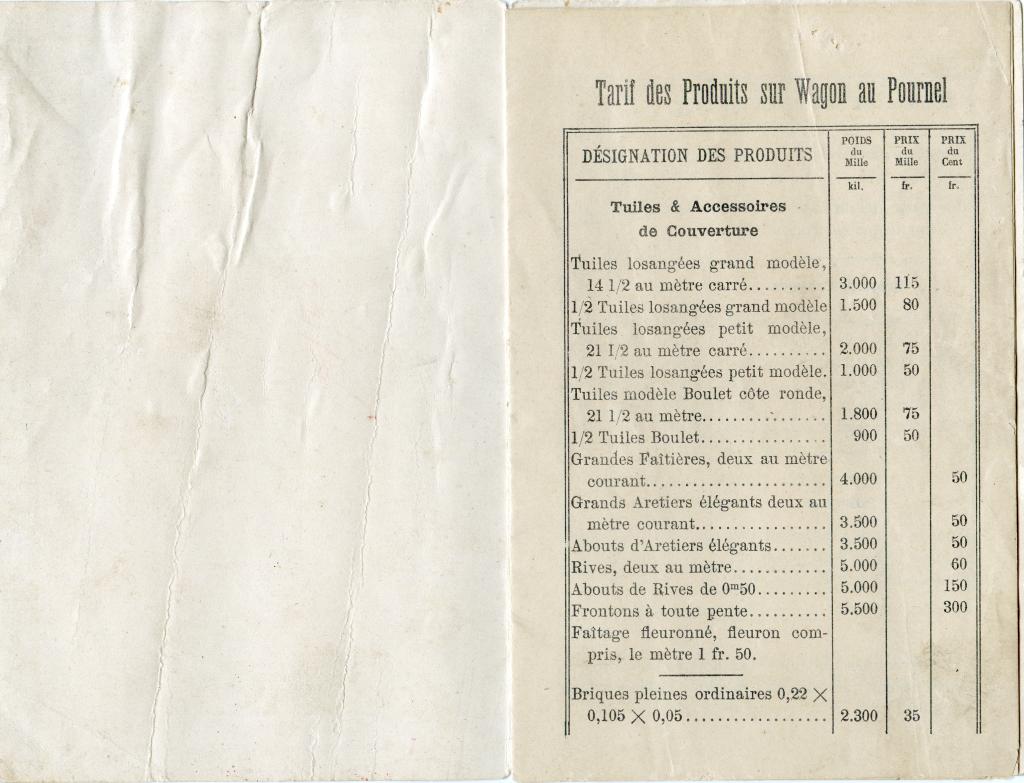 Tarif des Produits sur Wagon au Pournel
DÉSIGNATION DES PRODUITS
POIDS du Mille
PRIX du Mille
PRIX du Cent
kil. fr. fr.
Tuiles & Accessoires
de Couverture
Tuiles losangées grand modèle,
14 1/2 au mètre carré.......... 3.000 115
1/2 Tuiles losangées grand modèle 1.500 80
Tuiles losangées petit modèle,
21 1/2 au mètre carré.......... 2.000 75
1/2 Tuiles losangées petit modèle. 1.000 50
Tuiles modèle Boulet côte ronde,
21 1/2 au mètre................ 1.800 75
1/2 Tuiles Boulet................ 900 50
Grandes Faîtières, deux au mètre
courant....................... 4.000 50
Grands Aretiers élégants deux au
mètre courant................. 3.500 50
Abouts d'Aretiers élégants....... 3.500 50
Rives, deux au mètre............ 5.000 60
Abouts de Rives de 0m50......... 5.000 150
Frontons à toute pente.......... 5.500 300
Faîtage fleuronné, fleuron com-
pris, le mètre 1 fr. 50.
Briques pleines ordinaires 0,22 ×
0,105 × 0,05.................. 2.300 35